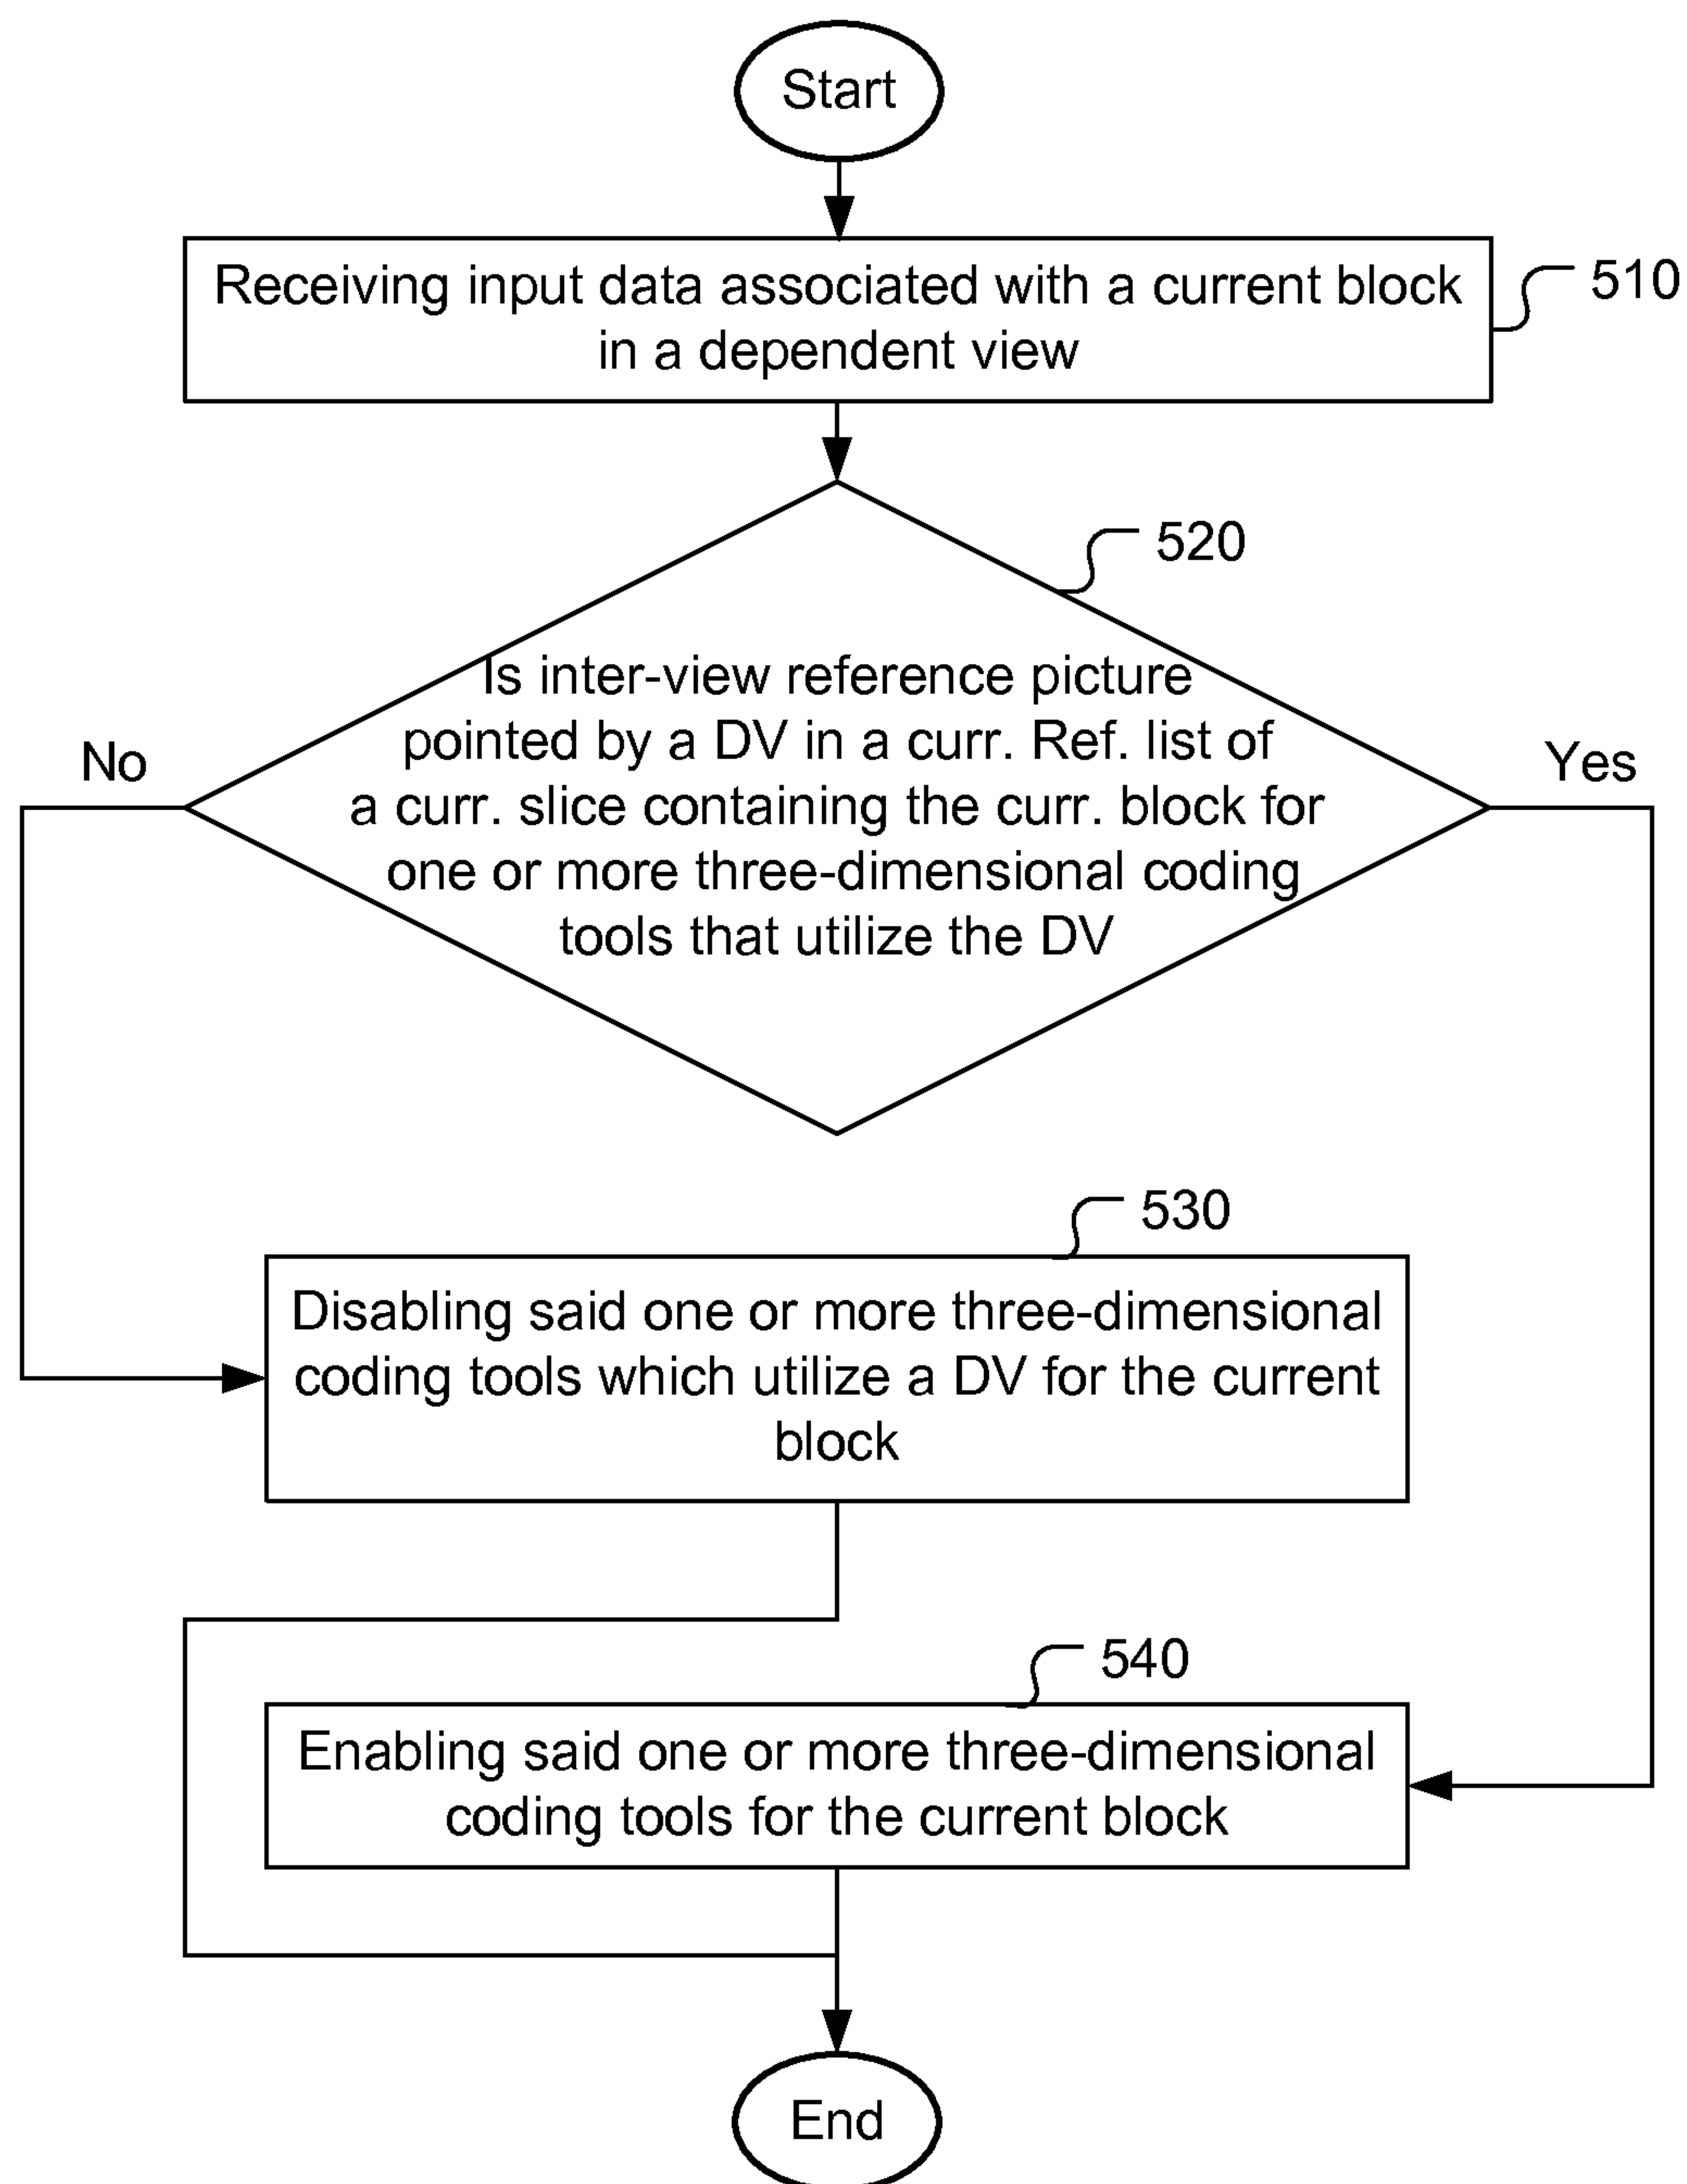 Start
Receiving input data associated with a current block
in a dependent view
510
520
Is inter-view reference picture
pointed by a DV in a curr. Ref. list of
a curr. slice containing the curr. block for
one or more three-dimensional coding
tools that utilize the DV
No
Yes
530
Disabling said one or more three-dimensional
coding tools which utilize a DV for the current
block
540
Enabling said one or more three-dimensional
coding tools for the current block
End